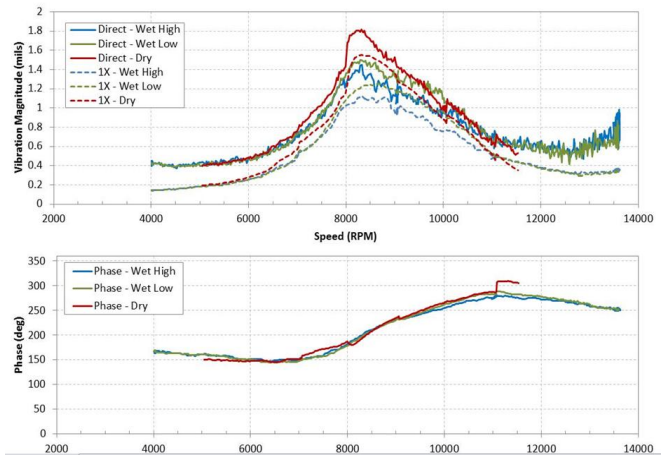 2
1.8
1.6
1.4
1.2
1
0.8
0.6
0.4
0.2
0
Vibration Magnitude (mils)
Direct - Wet High
Direct - Wet Low
Direct - Dry
1X - Wet High
1X - Wet Low
1X - Dry
2000 4000 6000 8000 10000 12000 14000
Speed (RPM)
350
300
250
200
150
100
50
0
Phase (deg)
Phase - Wet High
Phase - Wet Low
Phase - Dry
2000 4000 6000 8000 10000 12000 14000